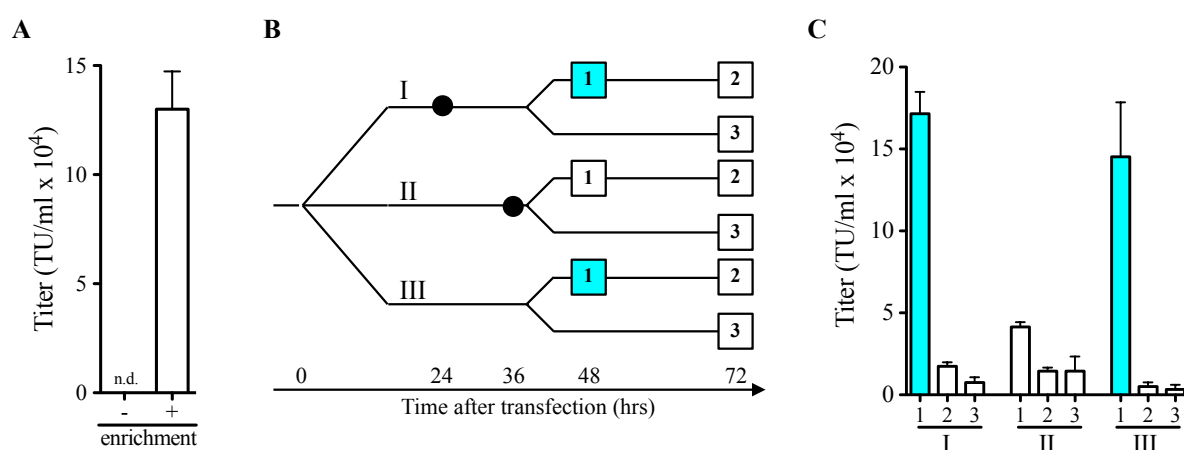 A
Titer (TU/ml x 10⁴)
15
10
5
0
n.d.
- +
enrichment
B
I
1
2
3
II
1
2
3
III
1
2
3
0 24 36 48 72
Time after transfection (hrs)
C
Titer (TU/ml x 10⁴)
20
15
10
5
0
1 2 3 1 2 3 1 2 3
I II III